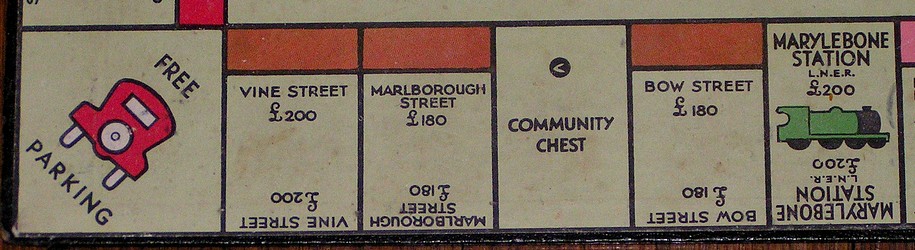 FREE
PARKING
VINE STREET
£200
£200
VINE STREET
MARLBOROUGH
STREET
£180
£180
STREET
MARLBOROUGH
COMMUNITY
CHEST
BOW STREET
£180
£180
BOW STREET
MARYLEBONE
STATION
L.N.E.R.
£200
£200
L.N.E.R.
STATION
MARYLEBONE